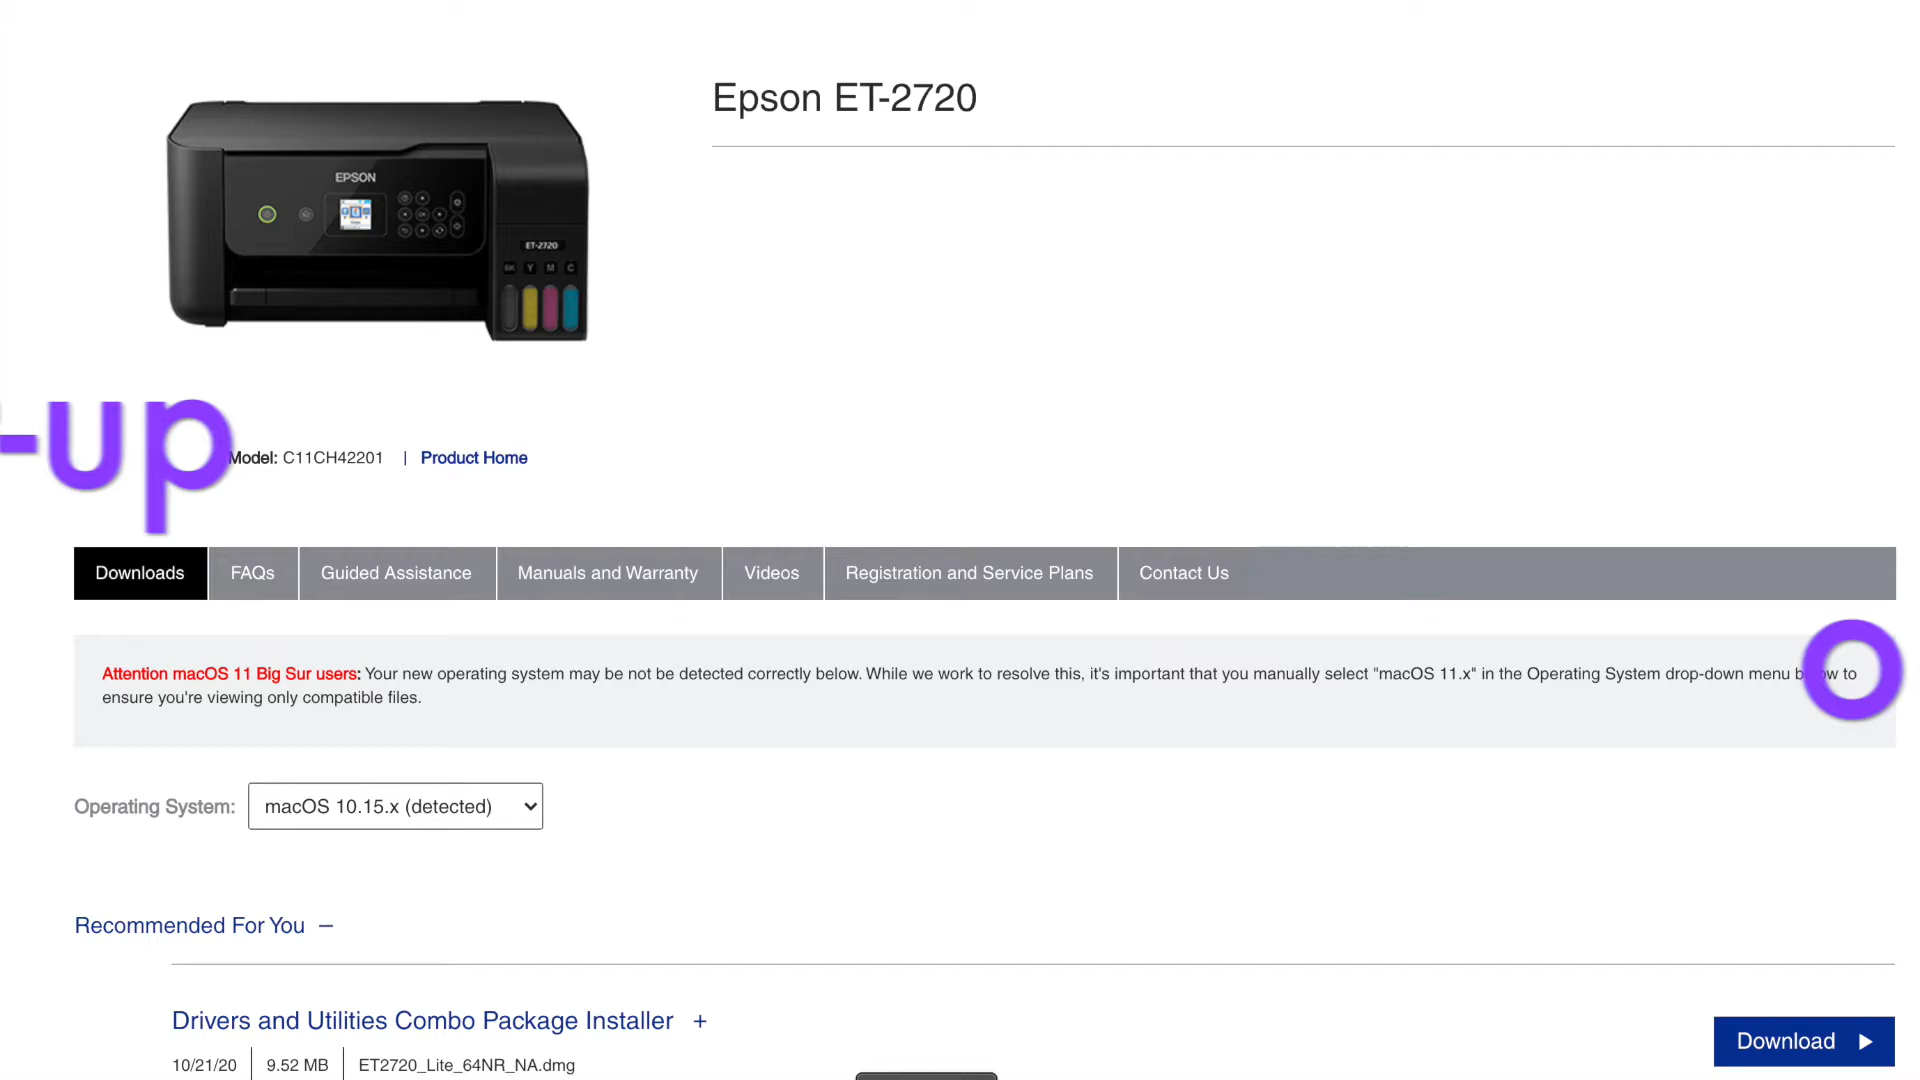 Epson ET-2720
EPSON
ET-2720
BK Y M C
-up
Model: C11CH42201 | Product Home
Downloads FAQs Guided Assistance Manuals and Warranty Videos Registration and Service Plans Contact Us
Attention macOS 11 Big Sur users: Your new operating system may be not be detected correctly below. While we work to resolve this, it's important that you manually select "macOS 11.x" in the Operating System drop-down menu below to
ensure you're viewing only compatible files.
Operating System: macOS 10.15.x (detected)
Recommended For You –
Drivers and Utilities Combo Package Installer +
Download
10/21/20 9.52 MB ET2720_Lite_64NR_NA.dmg